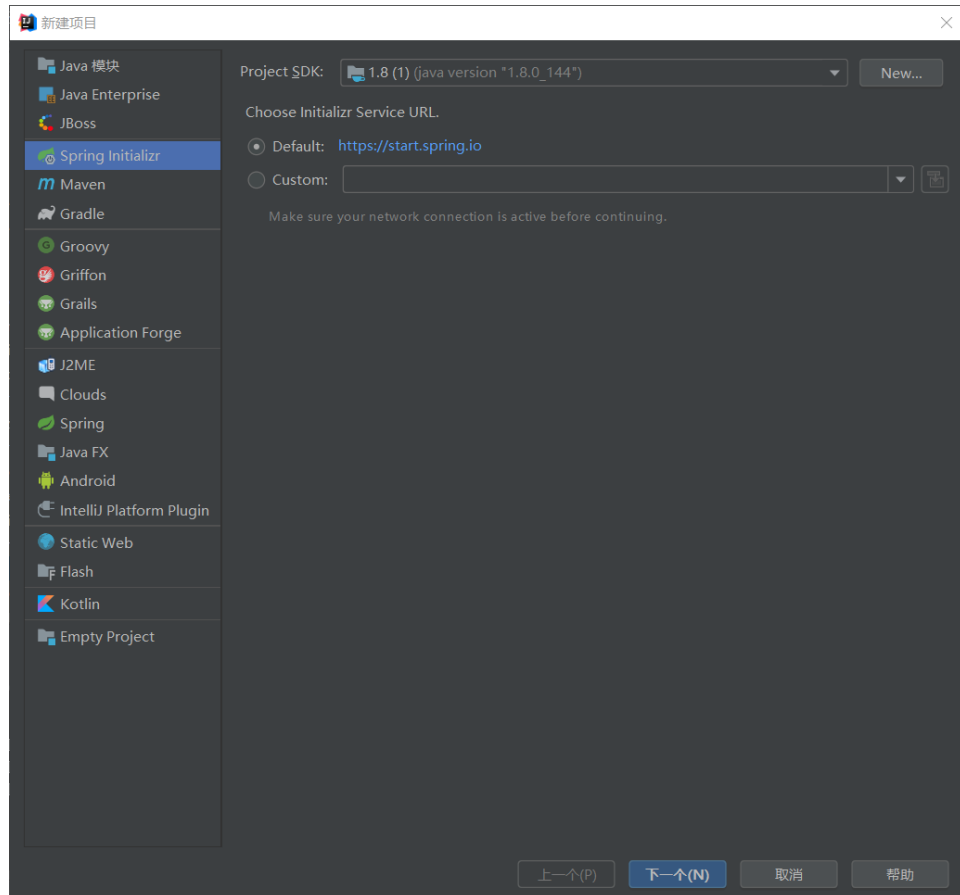 新建项目
Java 模块
Java Enterprise
JBoss
Spring Initializr
Maven
Gradle
Groovy
Griffon
Grails
Application Forge
J2ME
Clouds
Spring
Java FX
Android
IntelliJ Platform Plugin
Static Web
Flash
Kotlin
Empty Project
Project SDK: 1.8 (1) (java version "1.8.0_144") New...
Choose Initializr Service URL.
Default: https://start.spring.io
Custom:
Make sure your network connection is active before continuing.
上一个(P) 下一个(N) 取消 帮助